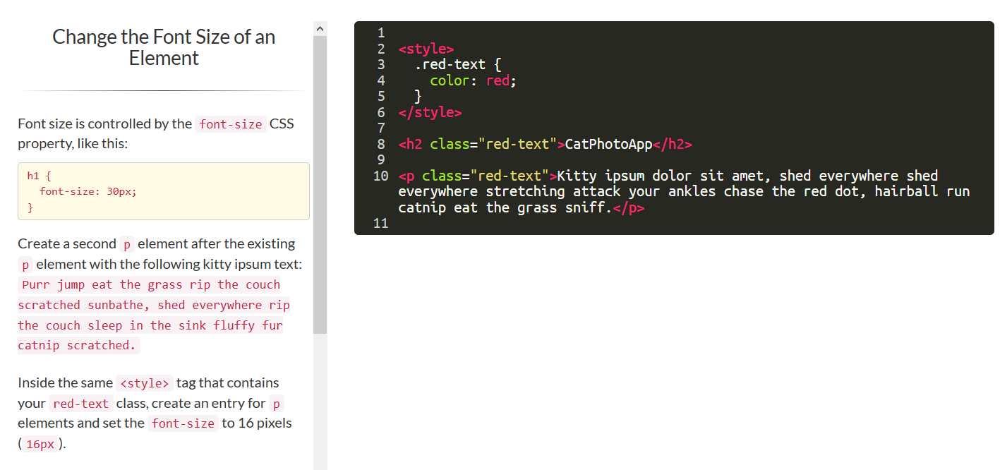 Change the Font Size of an
Element
Font size is controlled by the font-size CSS
property, like this:
h1 {
  font-size: 30px;
}
Create a second p element after the existing
p element with the following kitty ipsum text:
Purr jump eat the grass rip the couch
scratched sunbathe, shed everywhere rip
the couch sleep in the sink fluffy fur
catnip scratched.
Inside the same <style> tag that contains
your red-text class, create an entry for p
elements and set the font-size to 16 pixels
(16px).
1
2 <style>
3   .red-text {
4     color: red;
5   }
6 </style>
7
8 <h2 class="red-text">CatPhotoApp</h2>
9
10 <p class="red-text">Kitty ipsum dolor sit amet, shed everywhere shed
everywhere stretching attack your ankles chase the red dot, hairball run
catnip eat the grass sniff.</p>
11